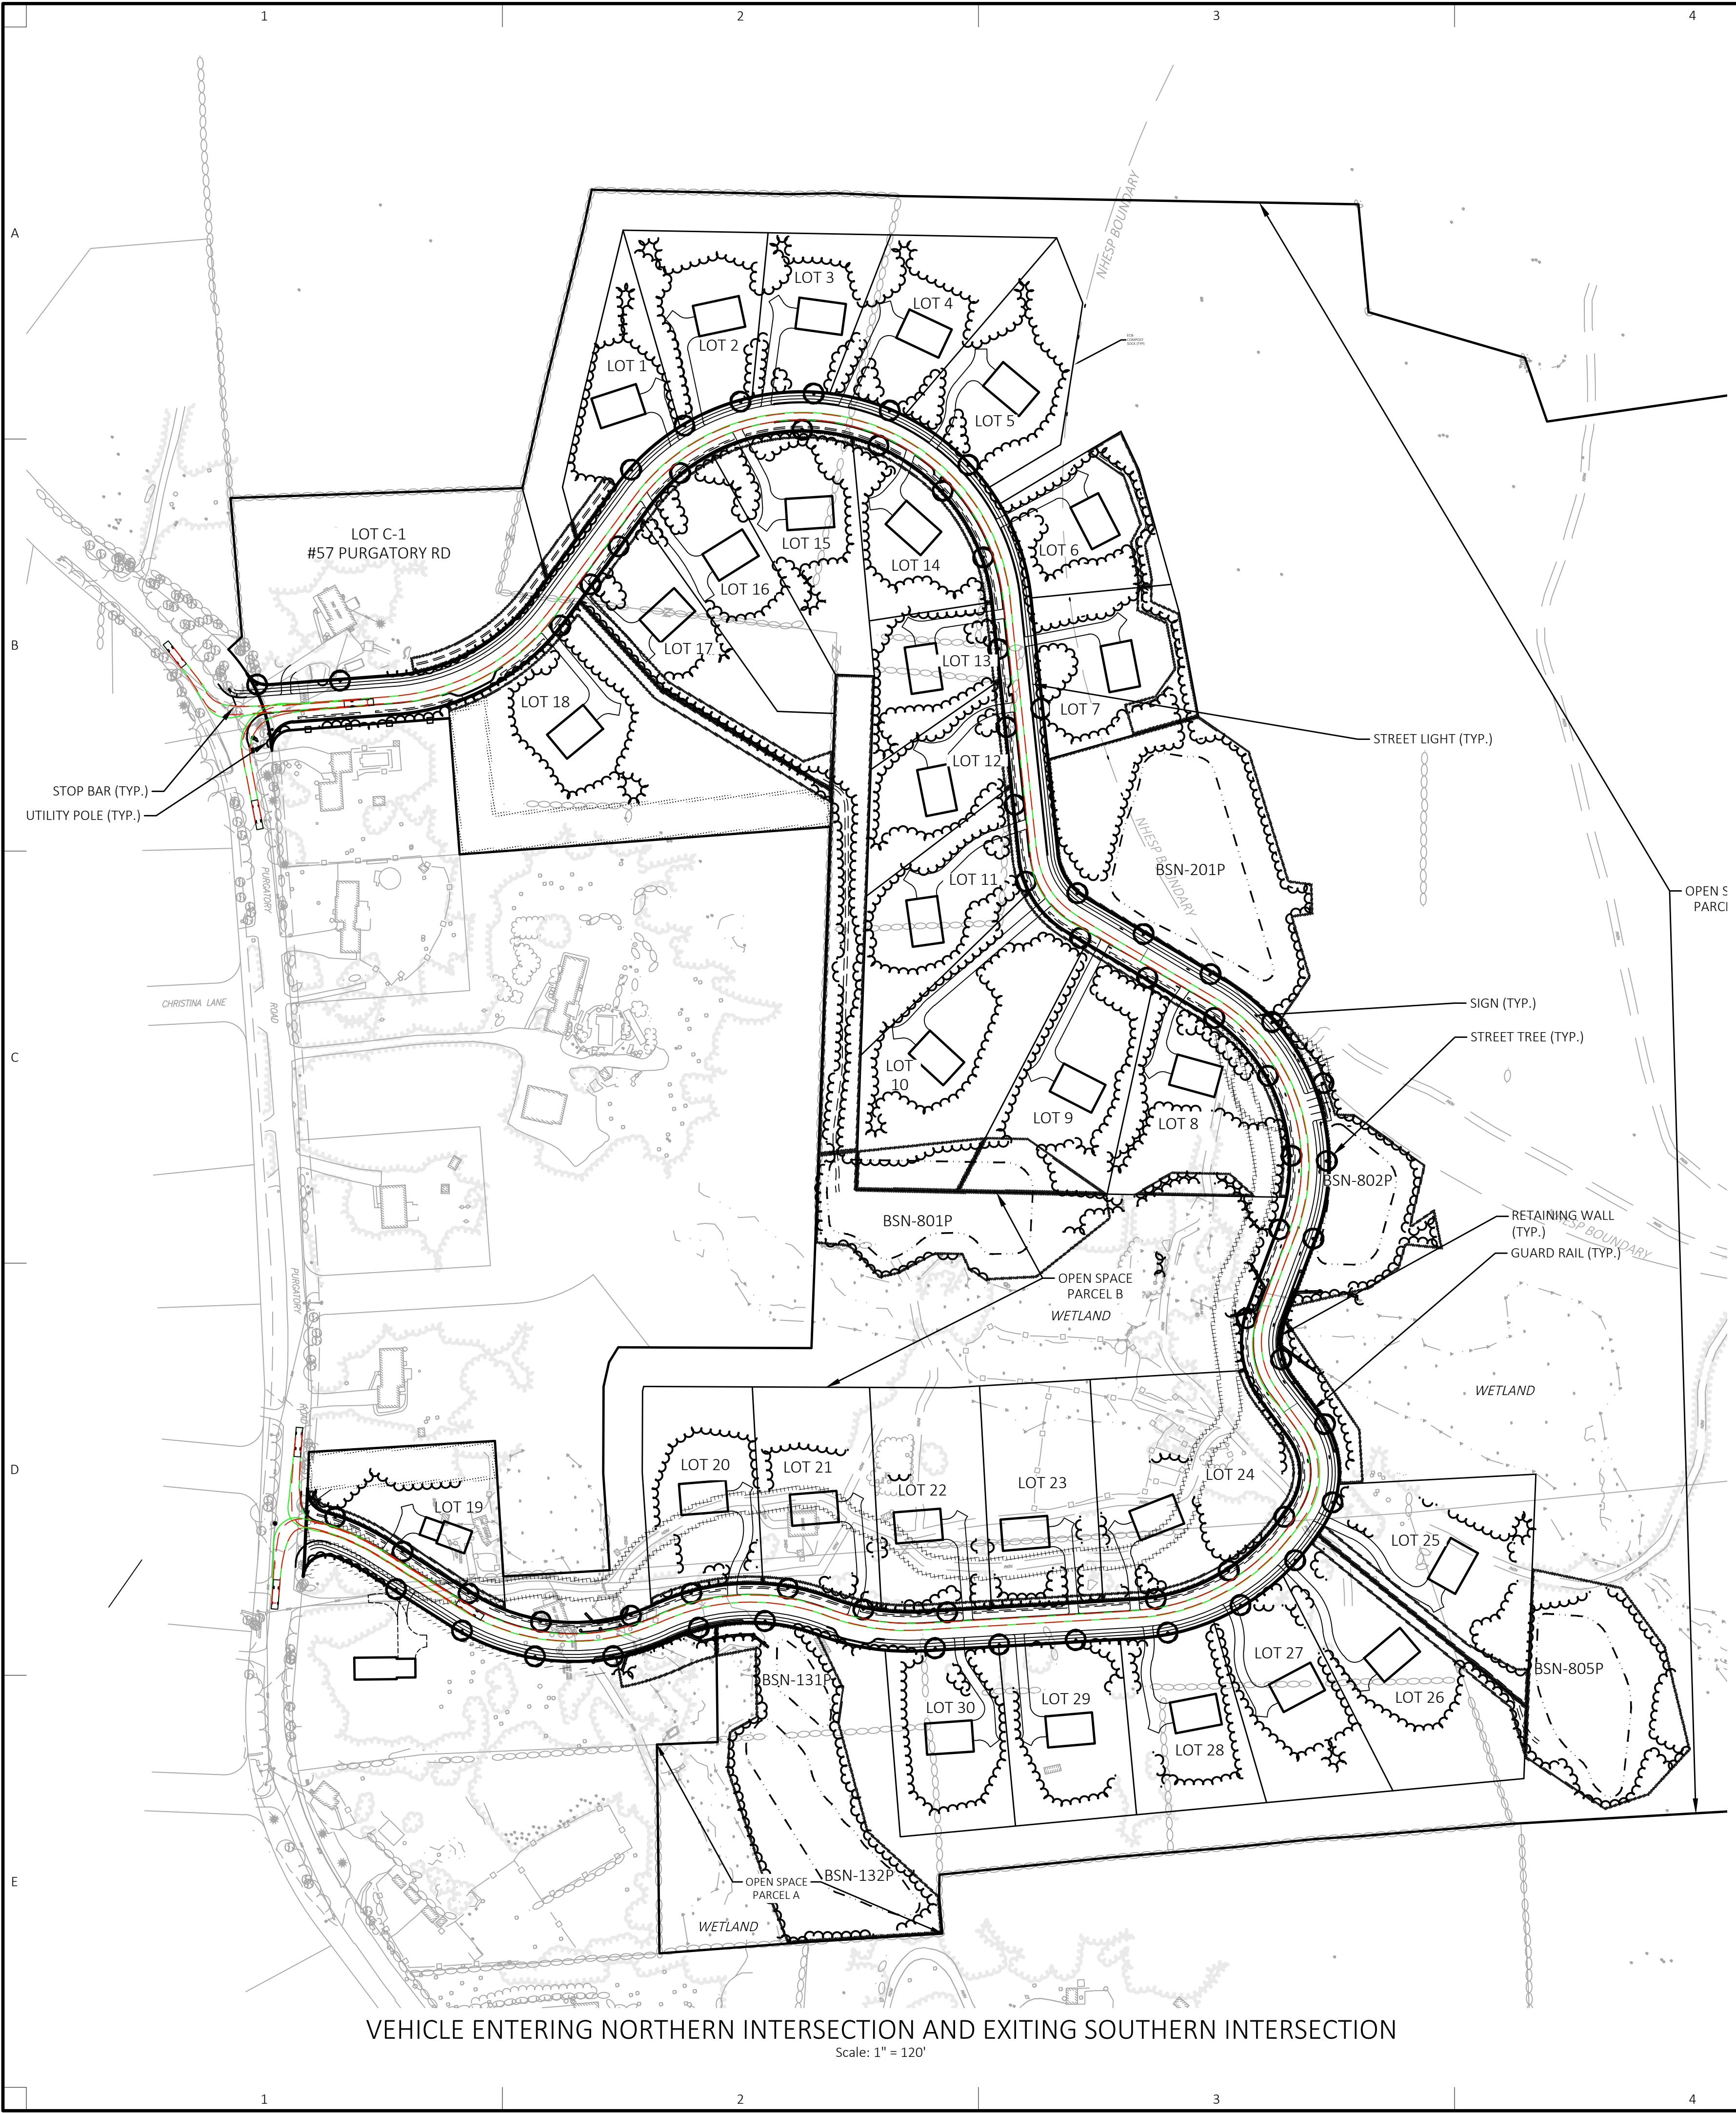 1 2 3 4
A
NHESP BOUNDARY
LOT 3
LOT 4
LOT 2
LOT 1
LOT 5
LOT C-1
#57 PURGATORY RD
LOT 15
LOT 6
LOT 14
LOT 16
B
LOT 17
LOT 13
LOT 18
LOT 7
STREET LIGHT (TYP.)
LOT 12
STOP BAR (TYP.)
UTILITY POLE (TYP.)
NHESP BOUNDARY
BSN-201P
PURGATORY
LOT 11
OPEN S
PARCE
CHRISTINA LANE
ROAD
SIGN (TYP.)
STREET TREE (TYP.)
C
LOT
10
LOT 9
LOT 8
BSN-802P
BSN-801P
RETAINING WALL
(TYP.)
NHESP BOUNDARY
GUARD RAIL (TYP.)
PURGATORY
OPEN SPACE
PARCEL B
WETLAND
WETLAND
ROAD
D
LOT 20
LOT 21
LOT 22
LOT 23
LOT 24
LOT 19
LOT 25
LOT 27
BSN-131P
BSN-805P
LOT 30
LOT 29
LOT 26
LOT 28
E
OPEN SPACE
PARCEL A
BSN-132P
WETLAND
VEHICLE ENTERING NORTHERN INTERSECTION AND EXITING SOUTHERN INTERSECTION
Scale: 1" = 120'
1 2 3 4